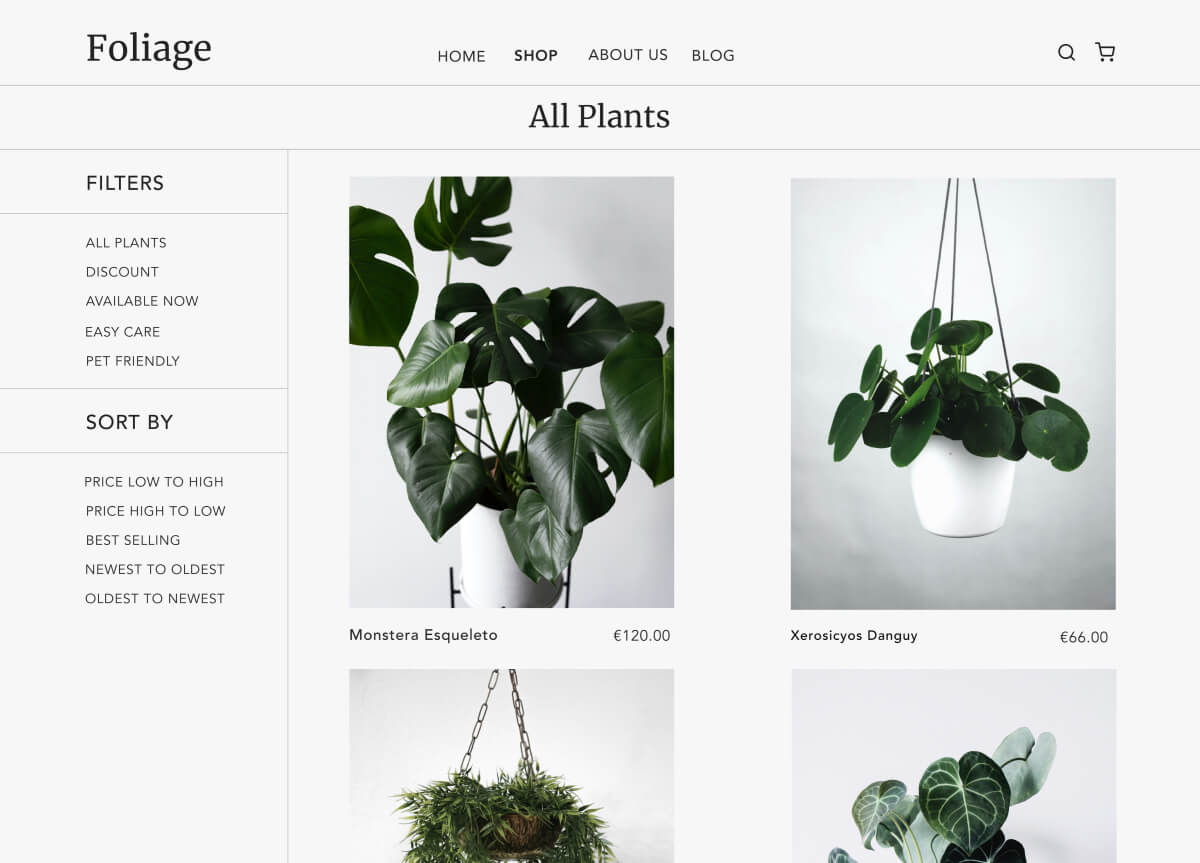 Foliage
HOME SHOP ABOUT US BLOG
All Plants
FILTERS
ALL PLANTS
DISCOUNT
AVAILABLE NOW
EASY CARE
PET FRIENDLY
SORT BY
PRICE LOW TO HIGH
PRICE HIGH TO LOW
BEST SELLING
NEWEST TO OLDEST
OLDEST TO NEWEST
Monstera Esqueleto €120.00
Xerosicyos Danguy €66.00